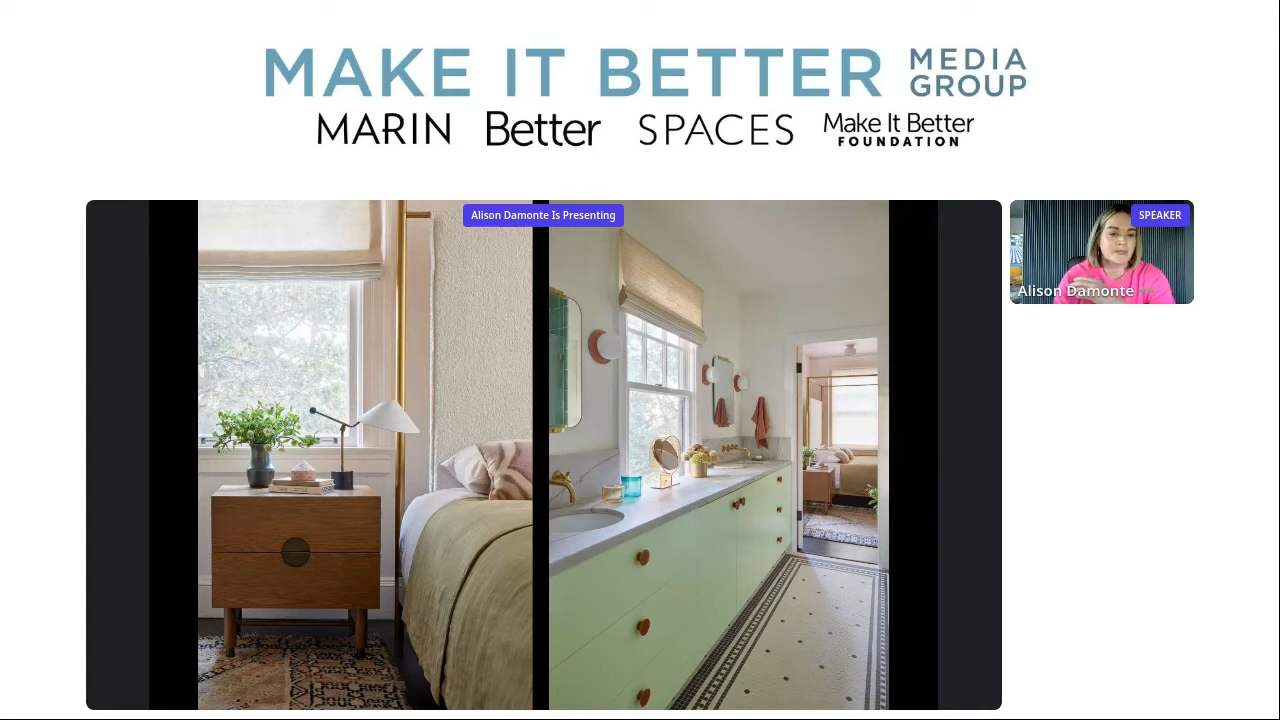 MAKE IT BETTER MEDIA GROUP
MARIN Better SPACES Make It Better FOUNDATION
Alison Damonte Is Presenting
SPEAKER
Alison Damonte